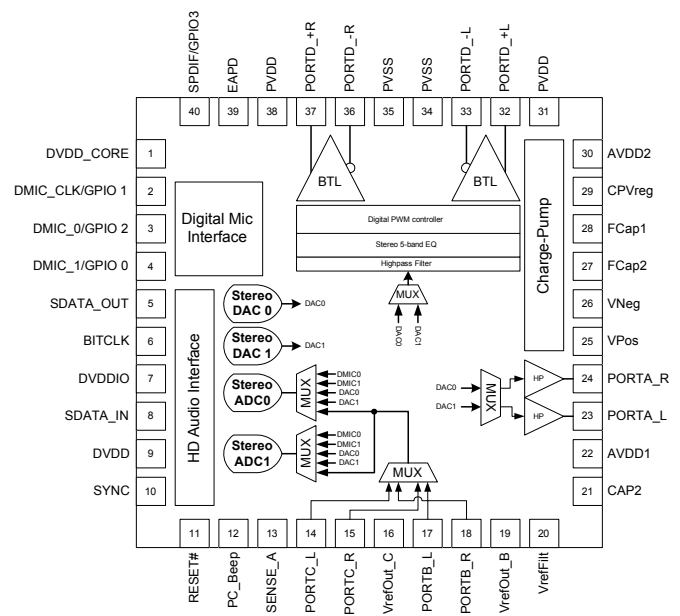 SPDIF/GPIO3
EAPD
PVDD
PORTD_+R
PORTD_-R
PVSS
PVSS
PORTD_-L
PORTD_+L
PVDD
40
39
38
37
36
35
34
33
32
31
DVDD_CORE
1
DMIC_CLK/GPIO 1
2
DMIC_0/GPIO 2
3
DMIC_1/GPIO 0
4
SDATA_OUT
5
BITCLK
6
DVDDIO
7
SDATA_IN
8
DVDD
9
SYNC
10
BTL
BTL
Digital Mic
Interface
Digital PWM controller
Stereo 5-band EQ
Highpass Filter
MUX
DAC0
DAC1
Charge-Pump
HD Audio Interface
Stereo
DAC 0
DAC0
Stereo
DAC 1
DAC1
Stereo
ADC0
MUX
DMIC0
DMIC1
DAC0
DAC1
Stereo
ADC1
MUX
DMIC0
DMIC1
DAC0
DAC1
MUX
DAC0
DAC1
MUX
HP
HP
30
AVDD2
29
CPVreg
28
FCap1
27
FCap2
26
VNeg
25
VPos
24
PORTA_R
23
PORTA_L
22
AVDD1
21
CAP2
11
12
13
14
15
16
17
18
19
20
RESET#
PC_Beep
SENSE_A
PORTC_L
PORTC_R
VrefOut_C
PORTB_L
PORTB_R
VrefOut_B
VrefFilt